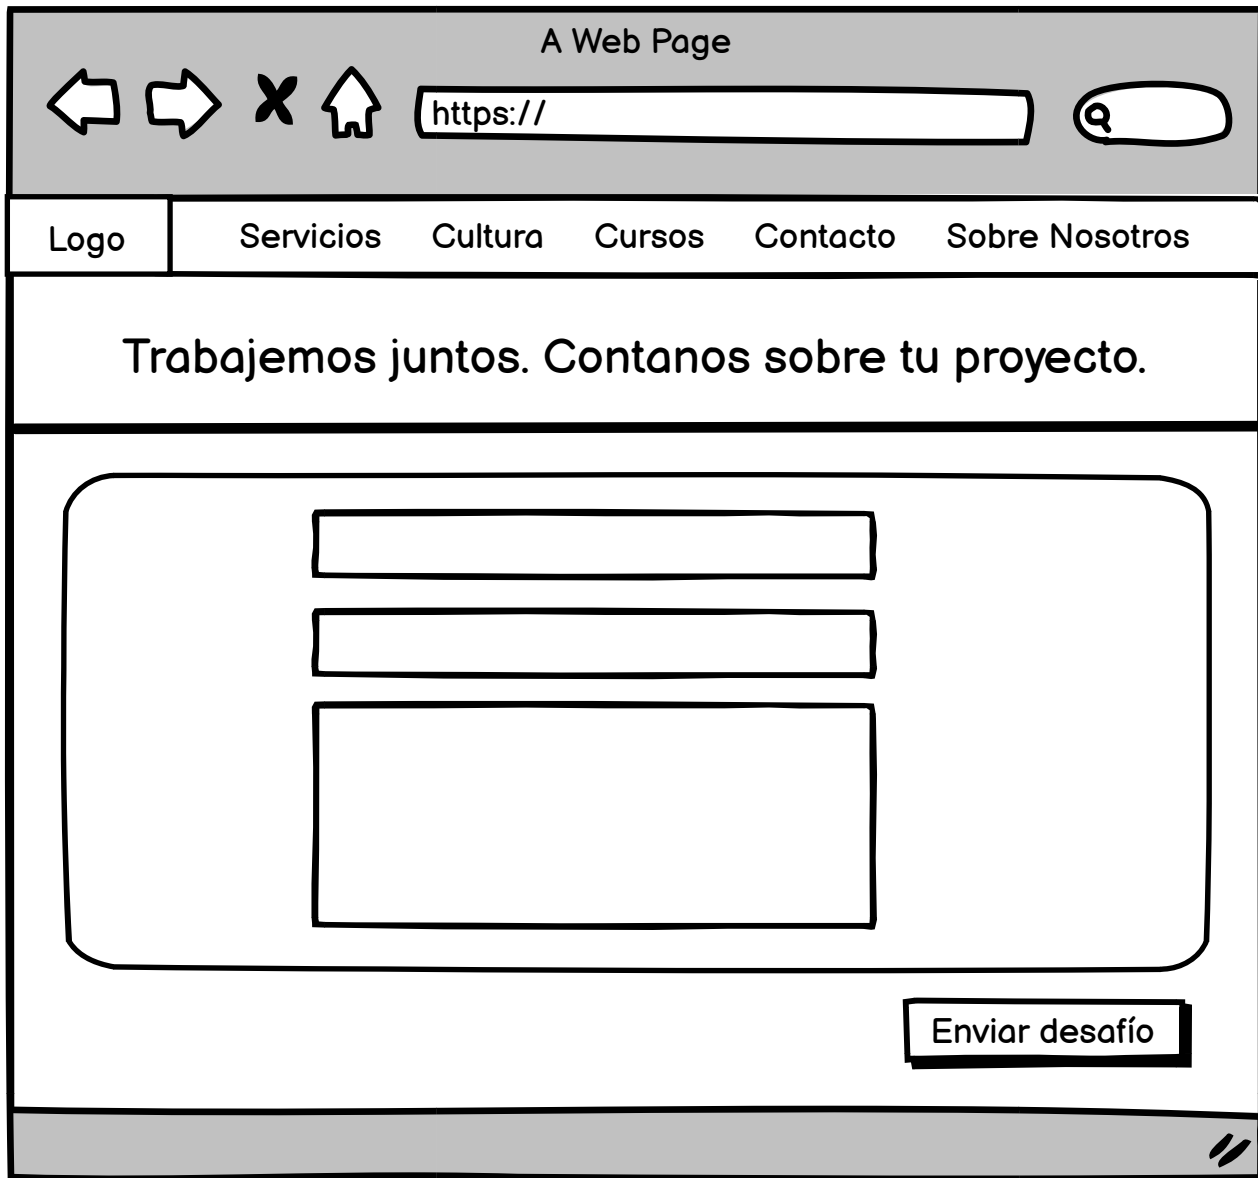 A Web Page
https://
Logo Servicios Cultura Cursos Contacto Sobre Nosotros
Trabajemos juntos. Contanos sobre tu proyecto.
Enviar desafío